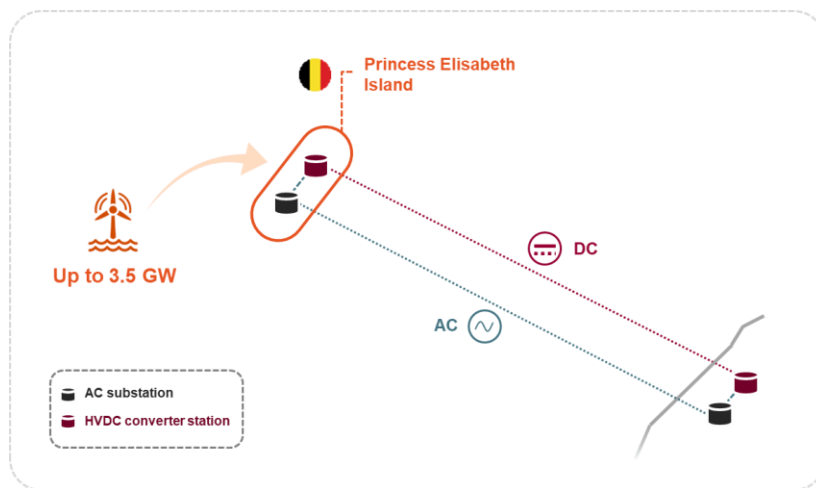 Princess Elisabeth
Island
Up to 3.5 GW
DC
AC
AC substation
HVDC converter station